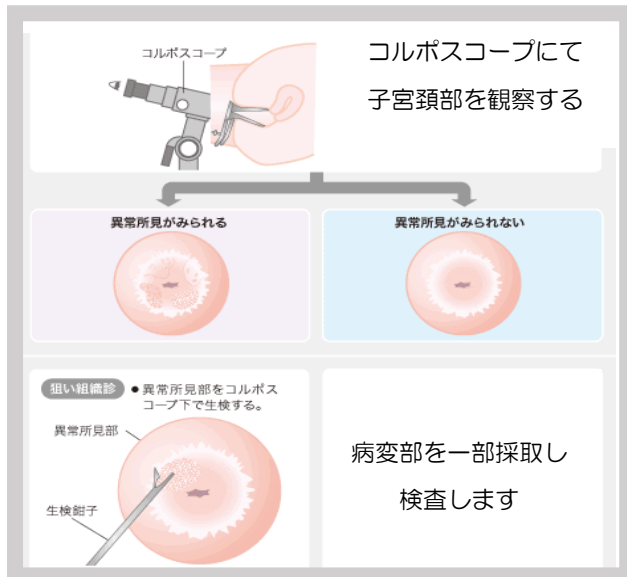 コルポスコープ
コルポスコープにて
子宮頚部を観察する
異常所見がみられる
異常所見がみられない
狙い組織診
●異常所見部をコルポス
コープ下で生検する。
異常所見部
生検鉗子
病変部を一部採取し
検査します